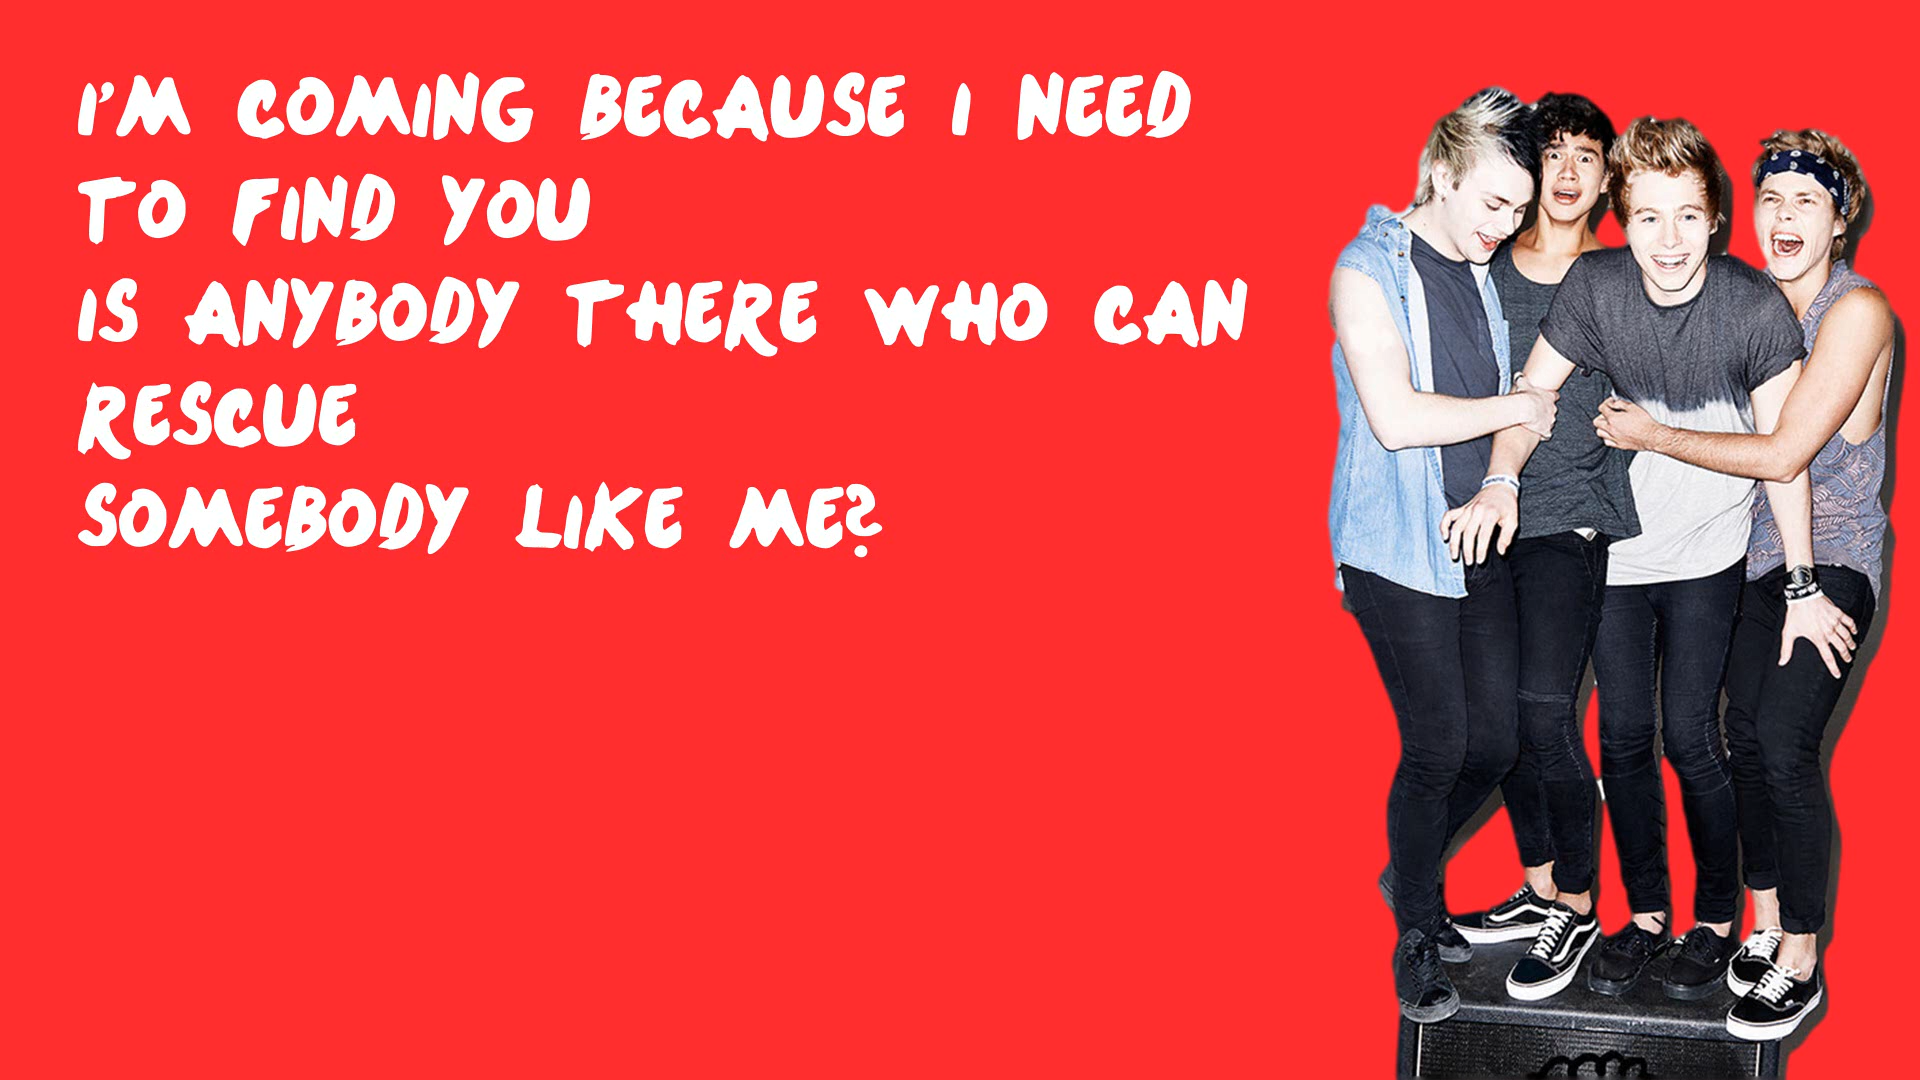 I'M COMING BECAUSE I NEED
TO FIND YOU
IS ANYBODY THERE WHO CAN
RESCUE
SOMEBODY LIKE ME?